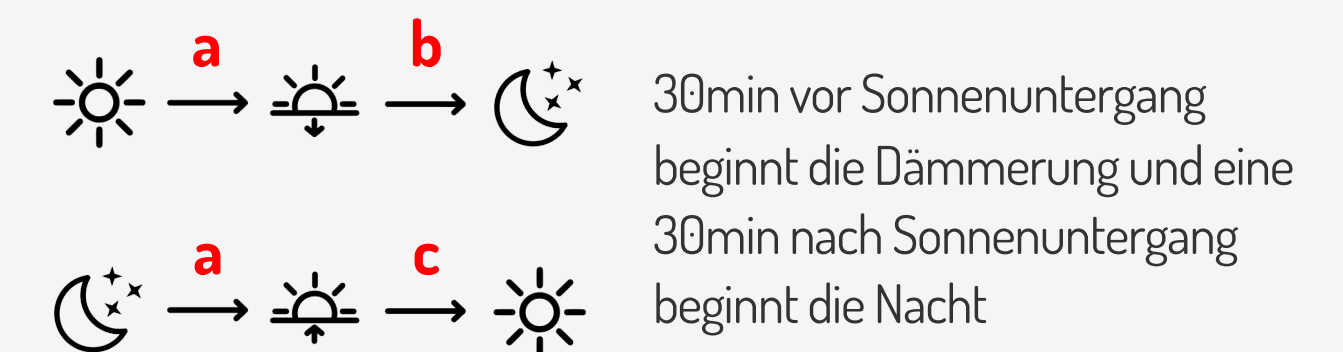 a
b
30min vor Sonnenuntergang
beginnt die Dämmerung und eine
30min nach Sonnenuntergang
beginnt die Nacht
a
c